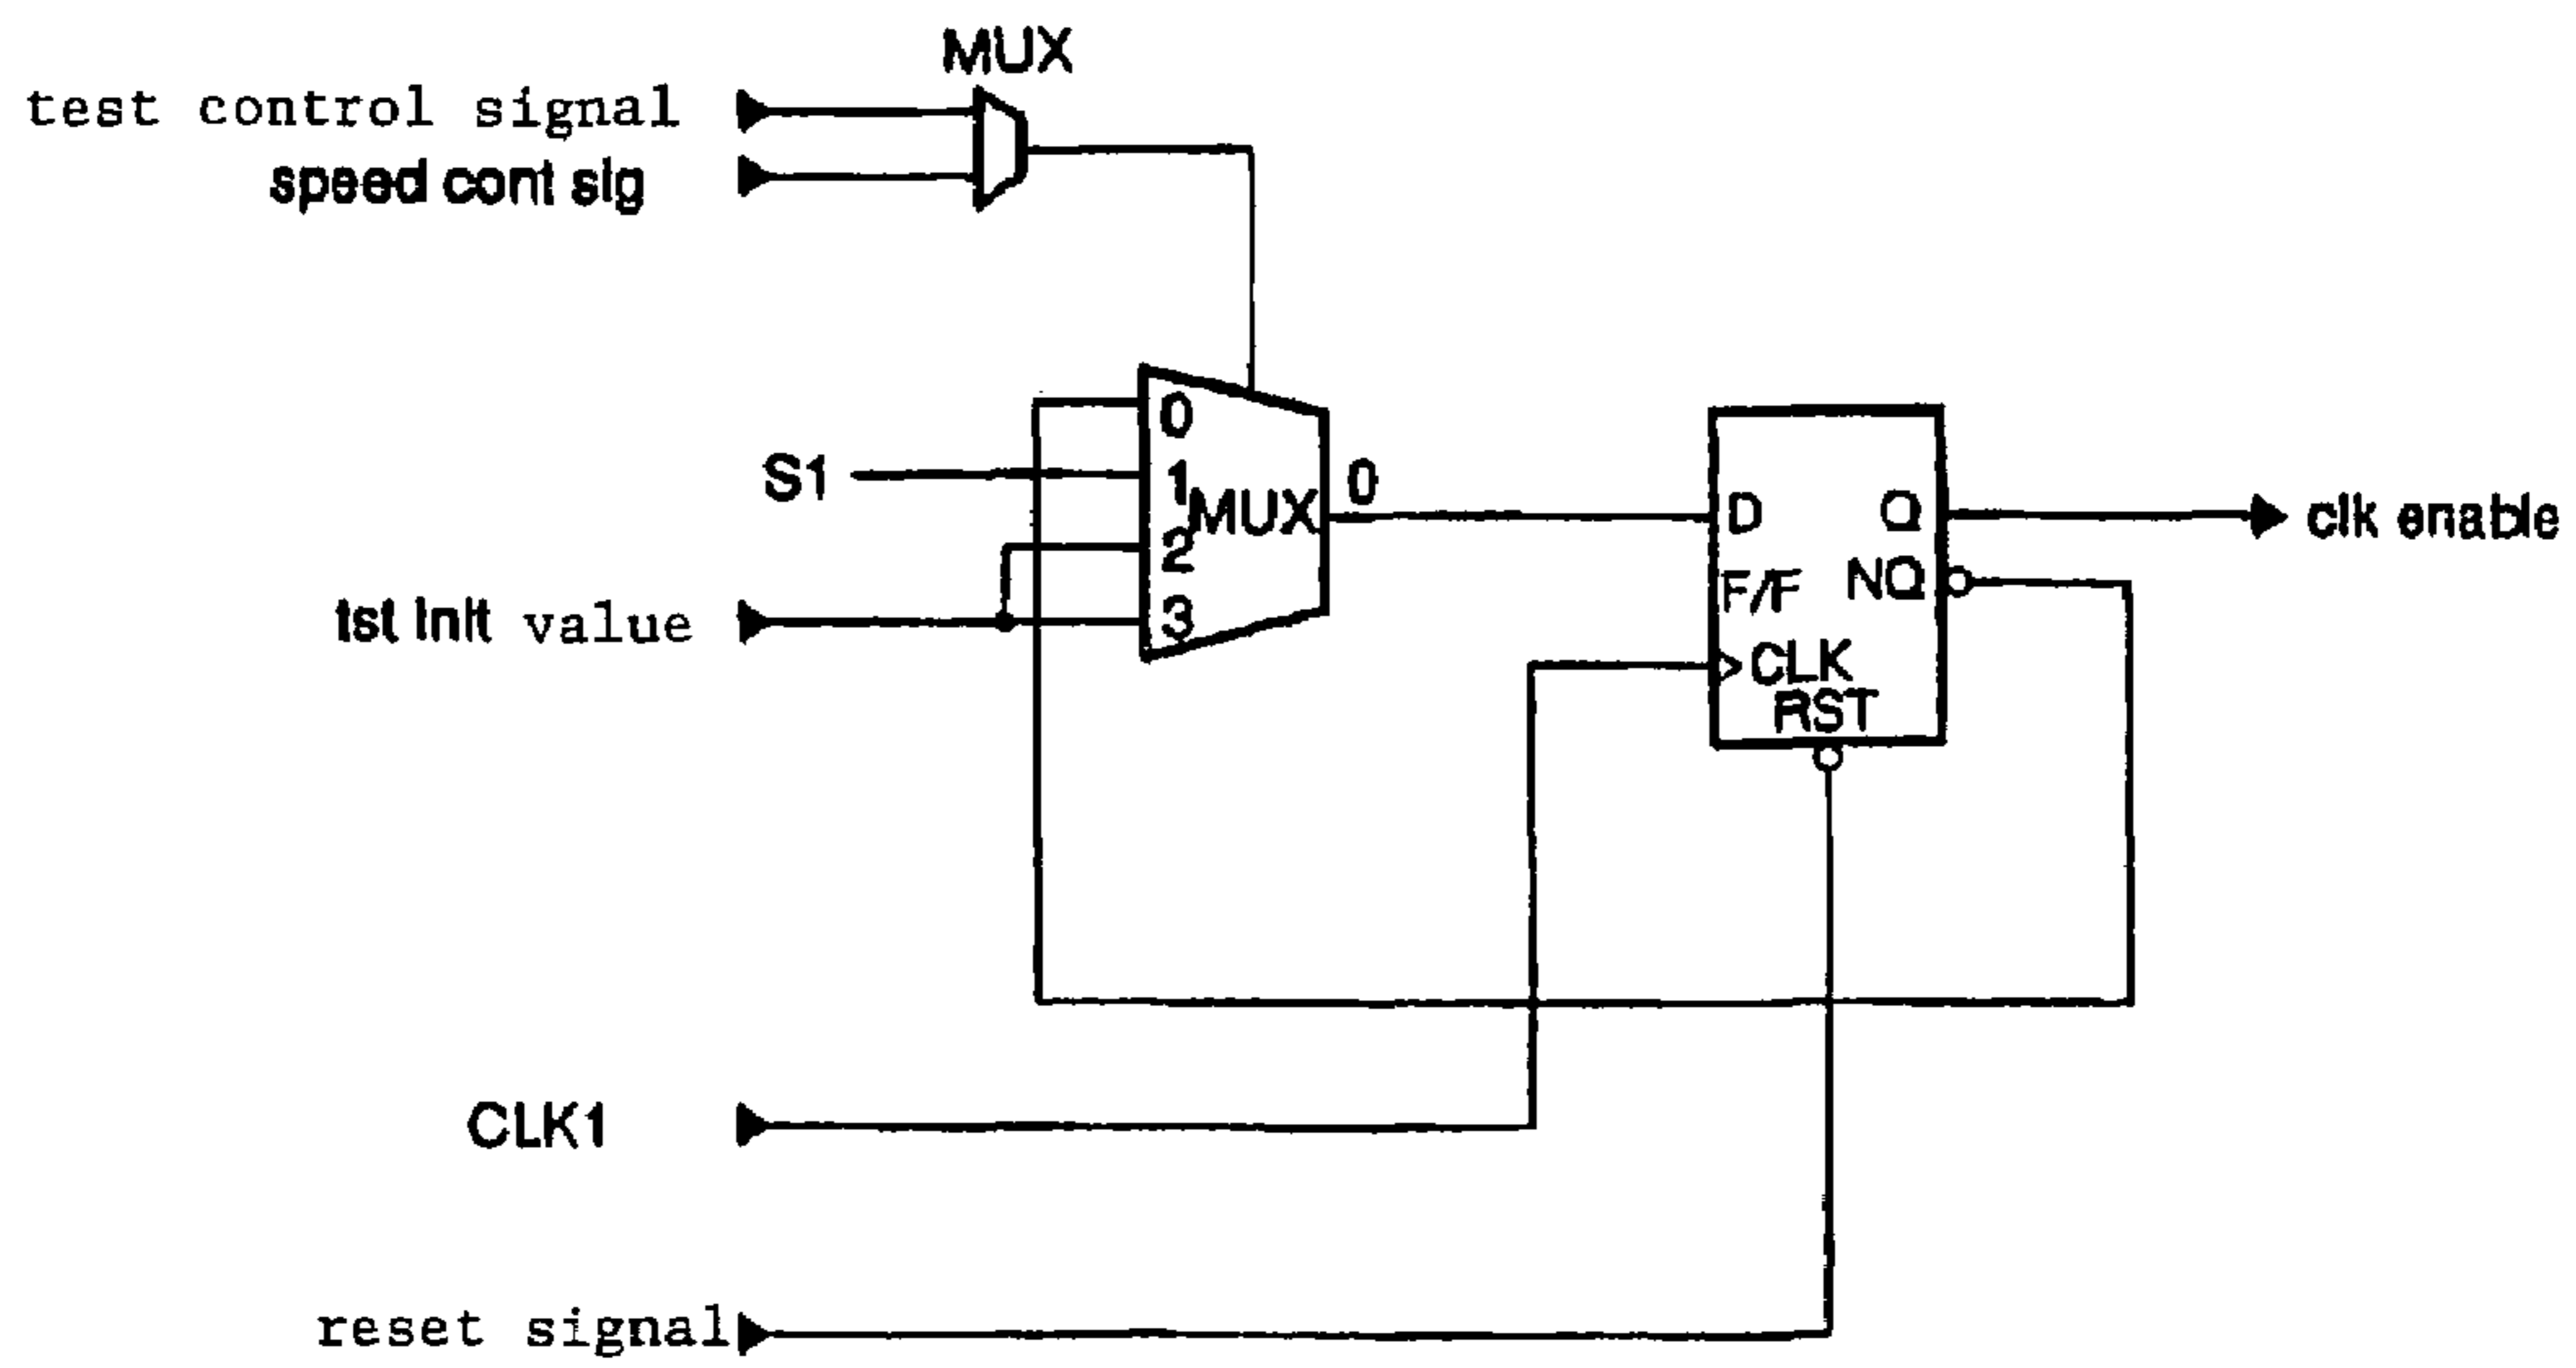 MUX
test control signal
speed cont sig
0
S1
1
MUX
0
2
tst init value
3
D
Q
clk enable
F/F
NQ
CLK
RST
CLK1
reset signal